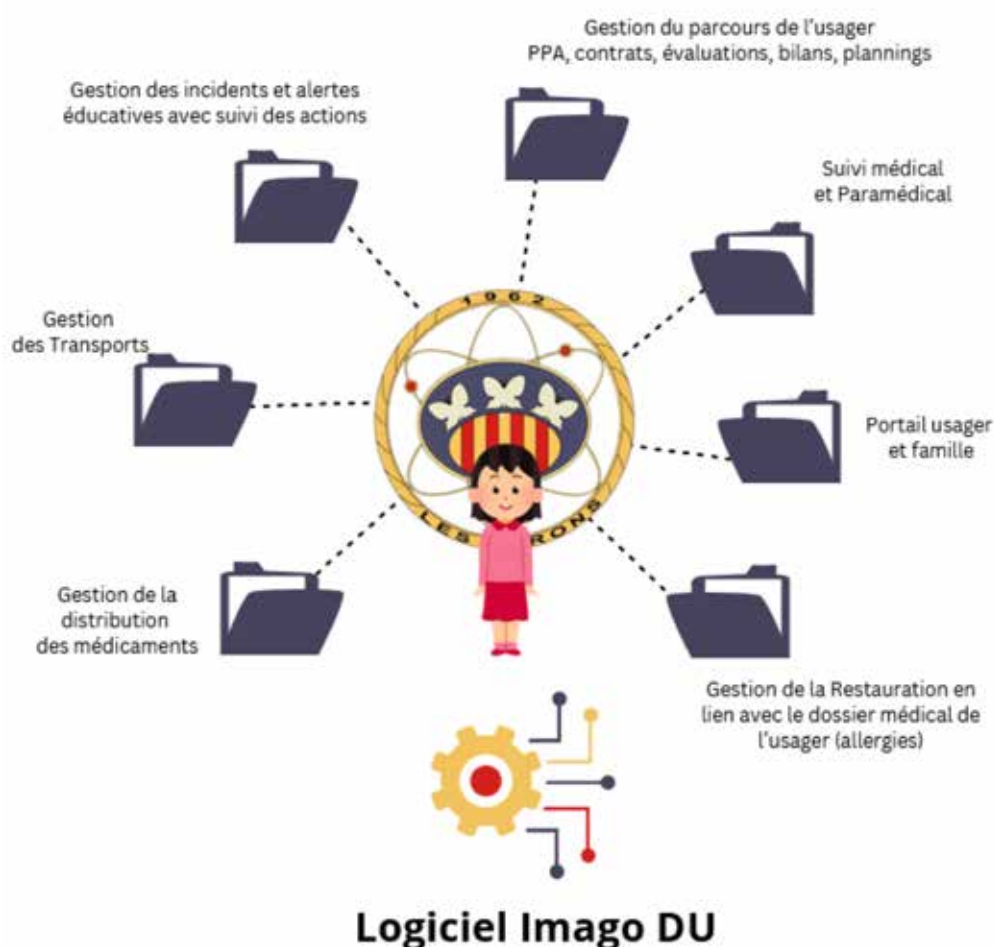 Gestion du parcours de l'usager
PPA, contrats, évaluations, bilans, plannings
Gestion des incidents et alertes
éducatives avec suivi des actions
Suivi médical
et Paramédical
1962
Gestion
des Transports
Portail usager
et famille
LES RONS
Gestion de la
distribution
des médicaments
Gestion de la Restauration en
lien avec le dossier médical de
l'usager (allergies)
Logiciel Imago DU